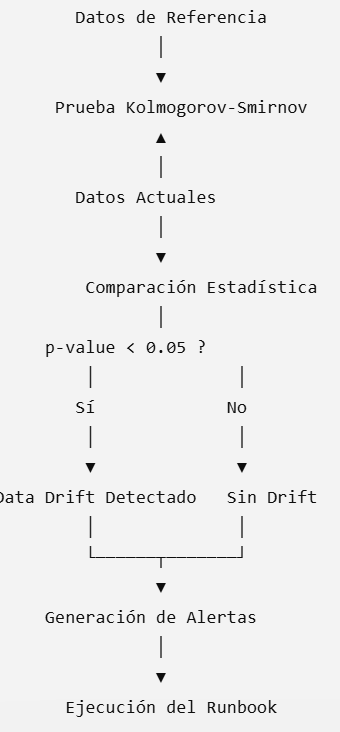 Datos de Referencia
Prueba Kolmogorov-Smirnov
Datos Actuales
Comparación Estadística
p-value < 0.05 ?
Sí No
Data Drift Detectado Sin Drift
Generación de Alertas
Ejecución del Runbook